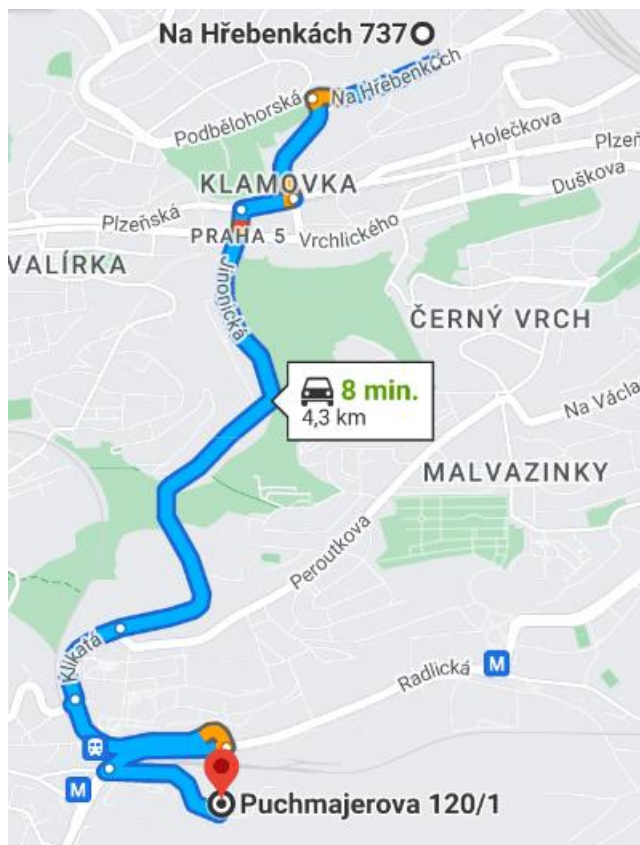 Na Hřebenkách 737
Na Hřebenkách
Podbělohorská
Holečkova
Plzeň
KLAMOVKA
Duškova
Plzeňská
PRAHA 5
Vrchlického
VALÍRKA
Jinonická
ČERNÝ VRCH
8 min.
4,3 km
Na Václa
MALVAZINKY
Peroutkova
Klikatá
M
Radlická
M
Puchmajerova 120/1